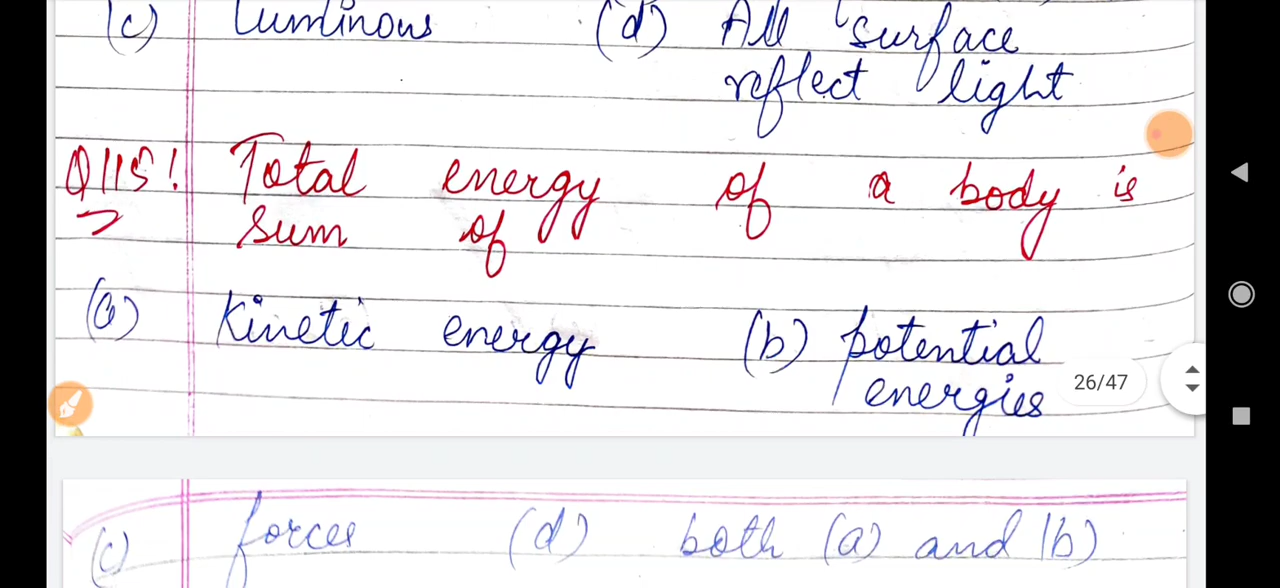 (c) Luminous (d) All surface
reflect light
Q115! Total energy of a body is
sum of
(a) Kinetic energy (b) potential
energies
26/47
(c) forces (d) both (a) and (b)